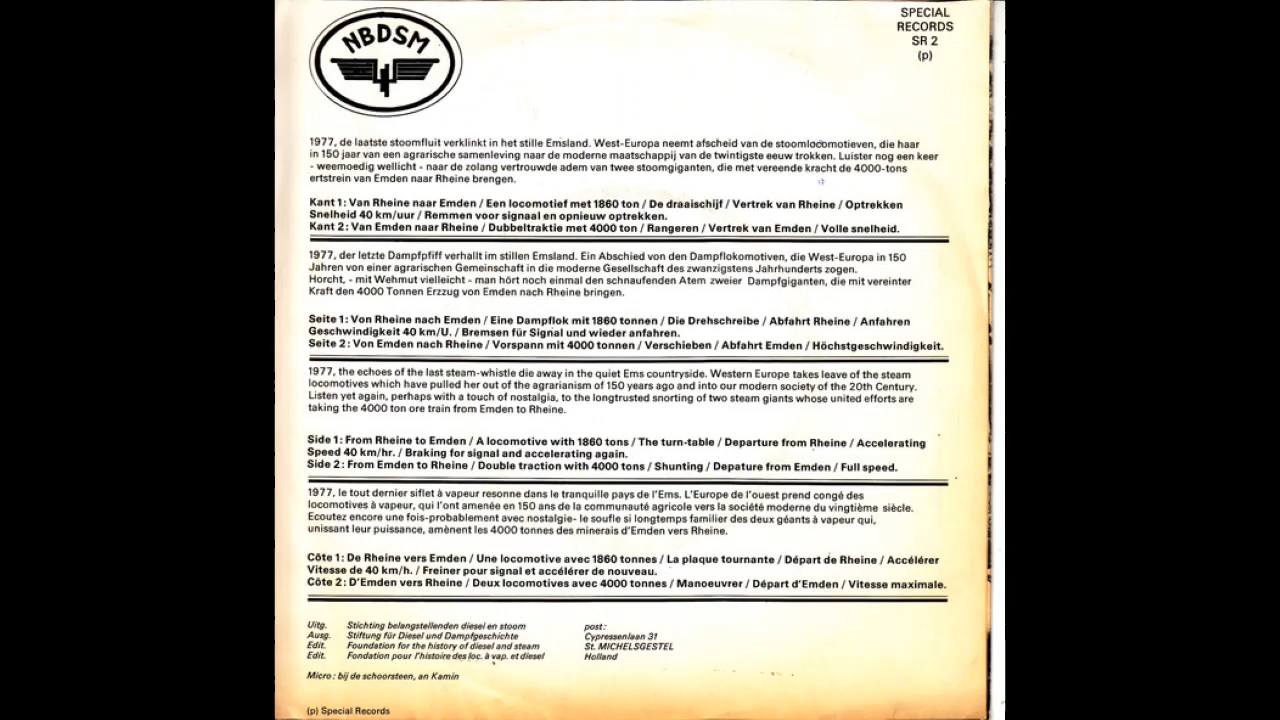 NBDSM
SPECIAL
RECORDS
SR 2
(p)
1977, de laatste stoomfluit verklinkt in het stille Emsland. West-Europa neemt afscheid van de stoomlocomotieven, die haar
in 150 jaar van een agrarische samenleving naar de moderne maatschappij van de twintigste eeuw trokken. Luister nog een keer
- weemoedig wellicht - naar de zolang vertrouwde adem van twee stoomgiganten, die met vereende kracht de 4000-tons
ertstrein van Emden naar Rheine brengen.
Kant 1: Van Rheine naar Emden / Een locomotief met 1860 ton / De draaischijf / Vertrek van Rheine / Optrekken
Snelheid 40 km/uur / Remmen voor signaal en opnieuw optrekken.
Kant 2: Van Emden naar Rheine / Dubbeltraktie met 4000 ton / Rangeren / Vertrek van Emden / Volle snelheid.
1977, der letzte Dampfpfiff verhallt im stillen Emsland. Ein Abschied von den Dampflokomotiven, die West-Europa in 150
Jahren von einer agrarischen Gemeinschaft in die moderne Gesellschaft des zwanzigstens Jahrhunderts zogen.
Horcht, - mit Wehmut vielleicht - man hört noch einmal den schnaufenden Atem zweier Dampfgiganten, die mit vereinter
Kraft den 4000 Tonnen Erzzug von Emden nach Rheine bringen.
Seite 1: Von Rheine nach Emden / Eine Dampflok mit 1860 tonnen / Die Drehschreibe / Abfahrt Rheine / Anfahren
Geschwindigkeit 40 km/U. / Bremsen für Signal und wieder anfahren.
Seite 2: Von Emden nach Rheine / Vorspann mit 4000 tonnen / Verschieben / Abfahrt Emden / Höchstgeschwindigkeit.
1977, the echoes of the last steam-whistle die away in the quiet Ems countryside. Western Europe takes leave of the steam
locomotives which have pulled her out of the agrarianism of 150 years ago and into our modern society of the 20th Century.
Listen yet again, perhaps with a touch of nostalgia, to the longtrusted snorting of two steam giants whose united efforts are
taking the 4000 ton ore train from Emden to Rheine.
Side 1: From Rheine to Emden / A locomotive with 1860 tons / The turn-table / Departure from Rheine / Accelerating
Speed 40 km/hr. / Braking for signal and accelerating again.
Side 2: From Emden to Rheine / Double traction with 4000 tons / Shunting / Depature from Emden / Full speed.
1977, le tout dernier siflet à vapeur resonne dans le tranquille pays de l'Ems. L'Europe de l'ouest prend congé des
locomotives à vapeur, qui l'ont amenée en 150 ans de la communauté agricole vers la société moderne du vingtième siècle.
Ecoutez encore une fois-probablement avec nostalgie- le soufle si longtemps familier des deux géants à vapeur qui,
unissant leur puissance, amènent les 4000 tonnes des minerais d'Emden vers Rheine.
Côte 1: De Rheine vers Emden / Une locomotive avec 1860 tonnes / La plaque tournante / Départ de Rheine / Accélérer
Vitesse de 40 km/h. / Freiner pour signal et accélérer de nouveau.
Côte 2: D'Emden vers Rheine / Deux locomotives avec 4000 tonnes / Manoeuvrer / Départ d'Emden / Vitesse maximale.
Uitg. Stichting belangstellenden diesel en stoom
Ausg. Stiftung für Diesel und Dampfgeschichte
Edit. Foundation for the history of diesel and steam
Edit. Fondation pour l'histoire des loc. à vap. et diesel
post:
Cypressenlaan 31
St. MICHELSGESTEL
Holland
Micro: bij de schoorsteen, an Kamin
(p) Special Records